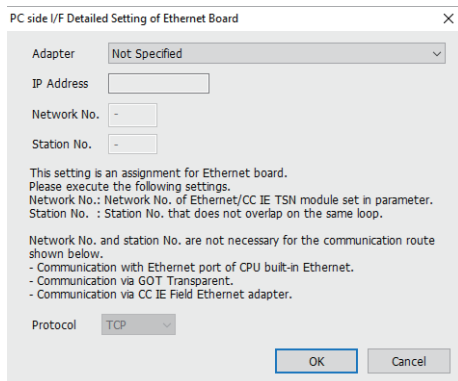 PC side I/F Detailed Setting of Ethernet Board
Adapter Not Specified
IP Address
Network No. -
Station No. -
This setting is an assignment for Ethernet board.
Please execute the following settings.
Network No.: Network No. of Ethernet/CC IE TSN module set in parameter.
Station No. : Station No. that does not overlap on the same loop.
Network No. and station No. are not necessary for the communication route
shown below.
- Communication with Ethernet port of CPU built-in Ethernet.
- Communication via GOT Transparent.
- Communication via CC IE Field Ethernet adapter.
Protocol TCP
OK Cancel